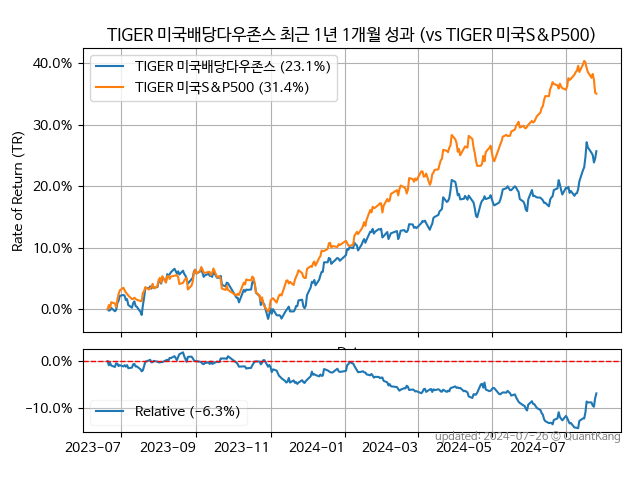 TIGER 미국배당다우존스 최근 1년 1개월 성과 (vs TIGER 미국S&P500)
TIGER 미국배당다우존스 (23.1%)
TIGER 미국S&P500 (31.4%)
Rate of Return (TR)
40.0%
30.0%
20.0%
10.0%
0.0%
0.0%
−10.0%
Relative (−6.3%)
2023-07 2023-09 2023-11 2024-01 2024-03 2024-05 2024-07
updated: 2024-07-26 © QuantKang